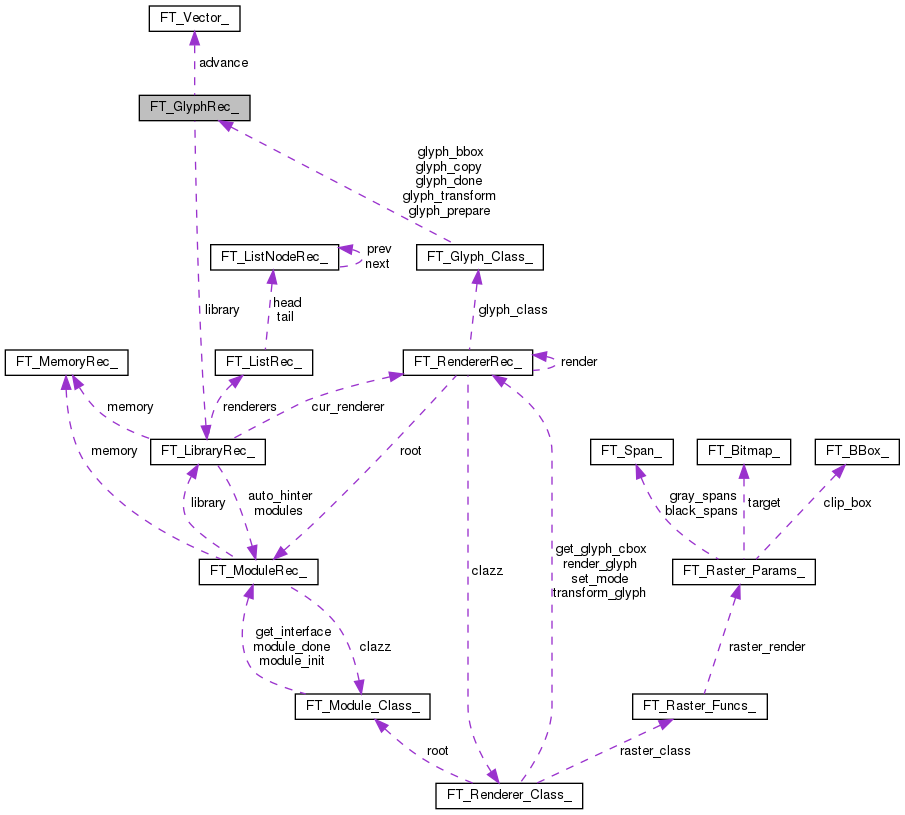 FT_Vector_
advance
FT_GlyphRec_
glyph_bbox
glyph_copy
glyph_done
glyph_transform
glyph_prepare
FT_ListNodeRec_
prev
next
FT_Glyph_Class_
library
head
tail
glyph_class
FT_MemoryRec_
FT_ListRec_
FT_RendererRec_
render
memory
renderers
cur_renderer
FT_LibraryRec_
memory
root
FT_Span_
FT_Bitmap_
FT_BBox_
library
auto_hinter
modules
gray_spans
black_spans
target
clip_box
FT_ModuleRec_
clazz
get_glyph_cbox
render_glyph
set_mode
transform_glyph
FT_Raster_Params_
get_interface
module_done
module_init
clazz
raster_render
FT_Module_Class_
FT_Raster_Funcs_
root
raster_class
FT_Renderer_Class_